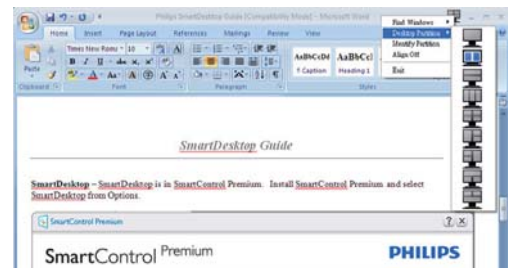 Philips SmartDesktop Guide [Compatibility Mode] - Microsoft Word
Home Insert Page Layout References Mailings Review View
Find Windows
Desktop Partition
Identify Partition
Align Off
Exit
Times New Roma 10
Paste
AaBbCcDd AaBbCcI
¶ Caption Heading 1
Clipboard Font Paragraph Styles
SmartDesktop Guide
SmartDesktop – SmartDesktop is in SmartControl Premium. Install SmartControl Premium and select
SmartDesktop from Options.
SmartControl Premium
SmartControl Premium PHILIPS